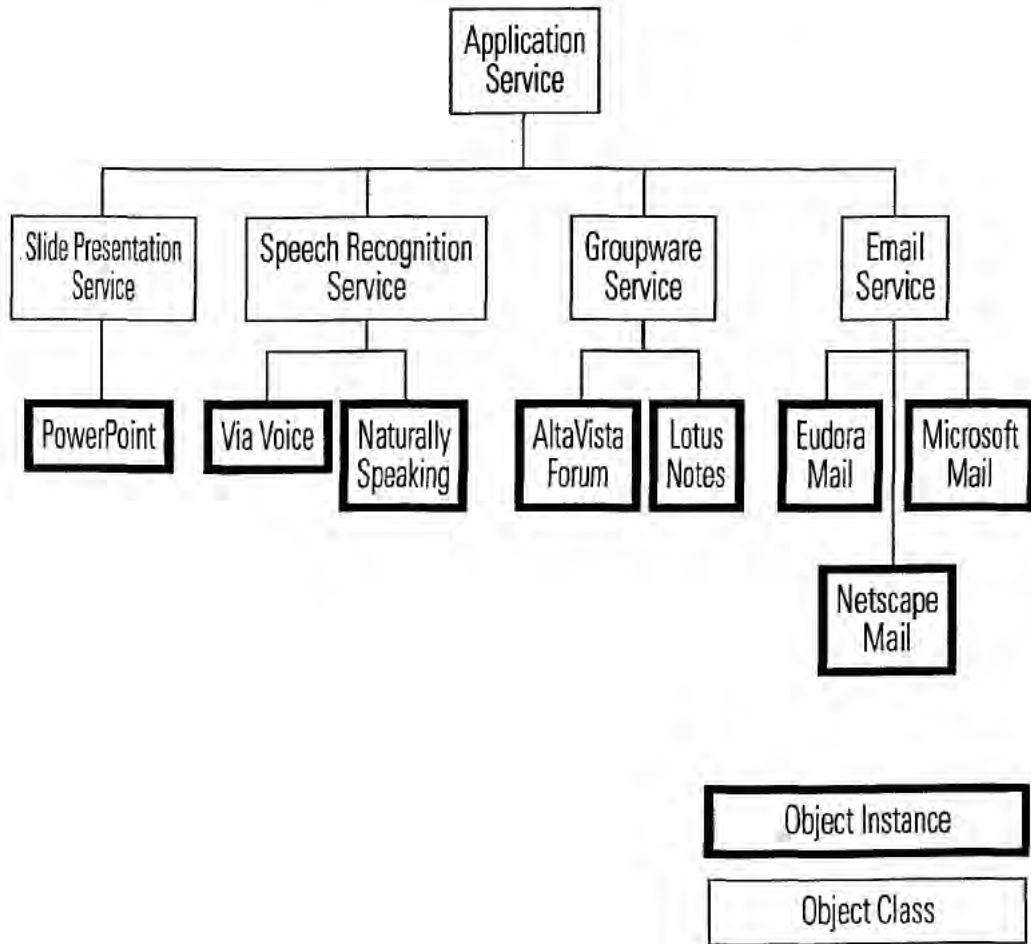 Application
Service
Slide Presentation
Service
Speech Recognition
Service
Groupware
Service
Email
Service
PowerPoint
Via Voice
Naturally
Speaking
AltaVista
Forum
Lotus
Notes
Eudora
Mail
Microsoft
Mail
Netscape
Mail
Object Instance
Object Class